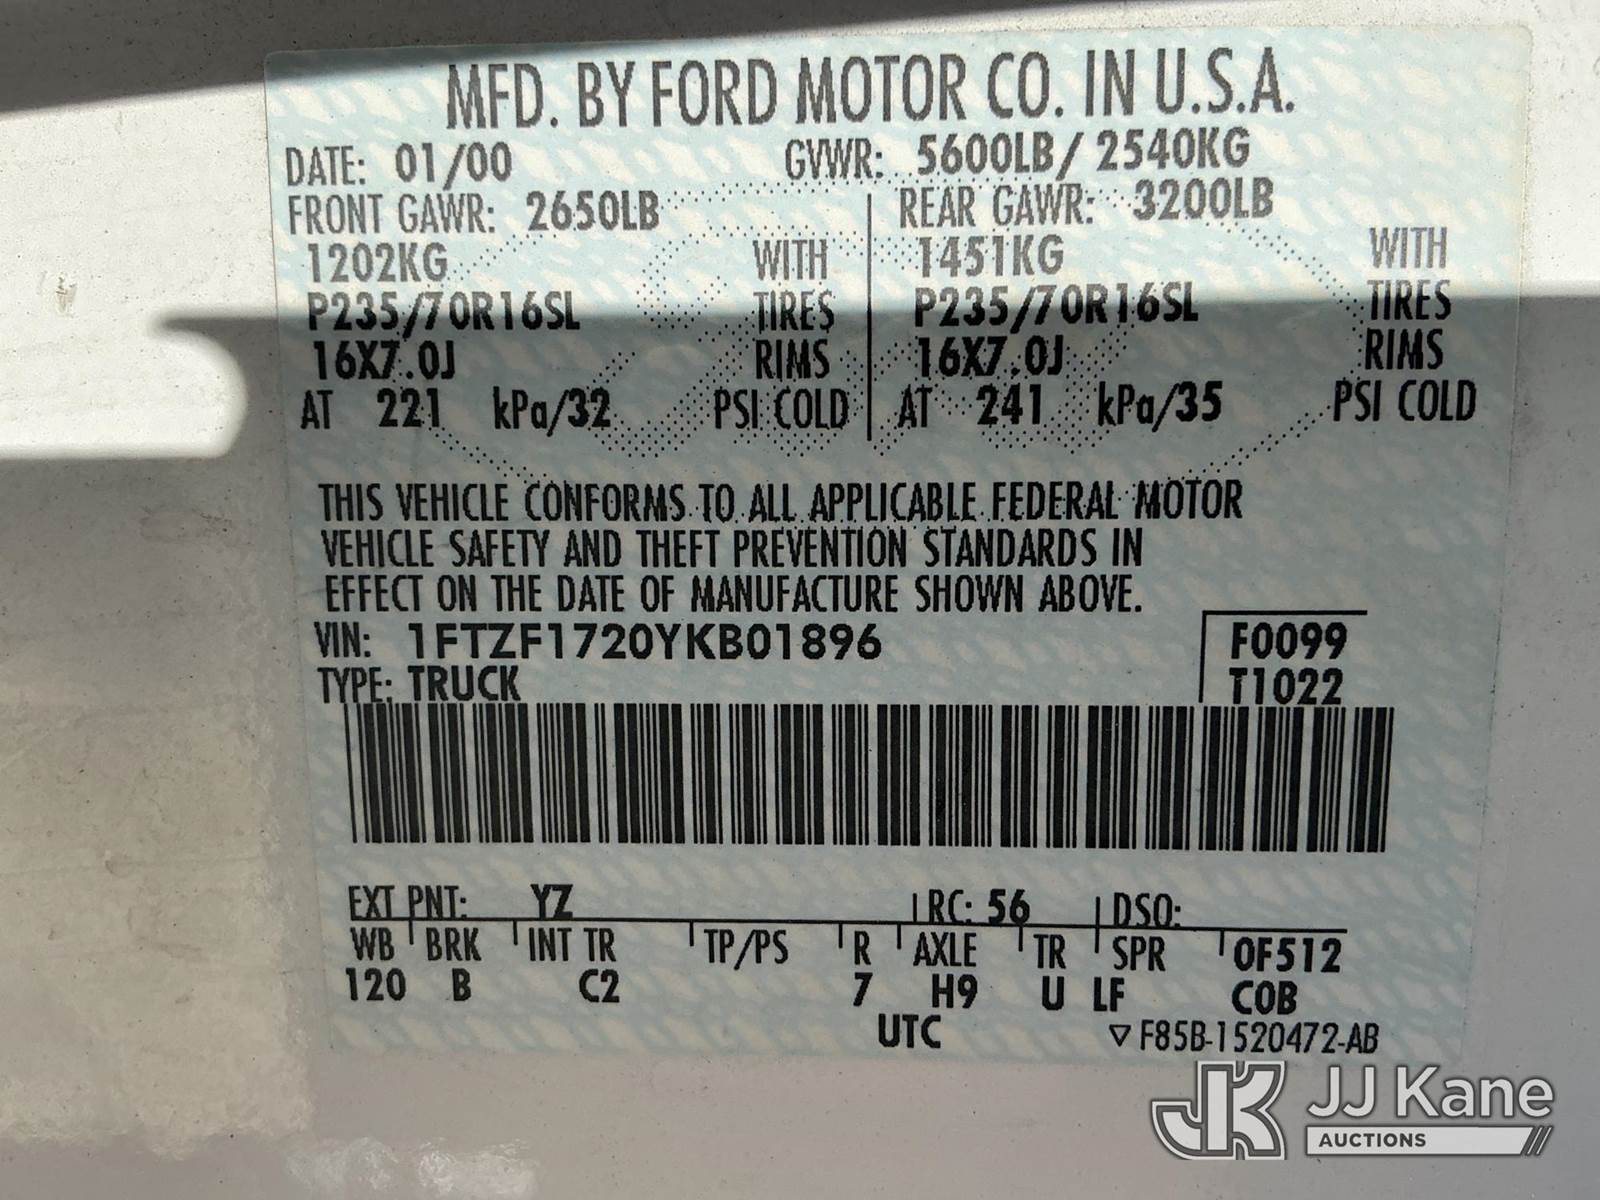 MFD. BY FORD MOTOR CO. IN U.S.A.
DATE: 01/00 GVWR: 5600LB/ 2540KG
FRONT GAWR: 2650LB REAR GAWR: 3200LB
1202KG WITH 1451KG WITH
P235/70R16SL TIRES P235/70R16SL TIRES
16X7.0J RIMS 16X7.0J RIMS
AT 221 kPa/32 PSI COLD AT 241 kPa/35 PSI COLD
THIS VEHICLE CONFORMS TO ALL APPLICABLE FEDERAL MOTOR
VEHICLE SAFETY AND THEFT PREVENTION STANDARDS IN
EFFECT ON THE DATE OF MANUFACTURE SHOWN ABOVE.
VIN: 1FTZF1720YKB01896 F0099
TYPE: TRUCK T1022
EXT PNT: YZ RC: 56 DSO:
WB BRK INT TR TP/PS R AXLE TR SPR 0F512
120 B C2 7 H9 U LF COB
UTC ▽ F85B-1520472-AB
JK JJ Kane
AUCTIONS